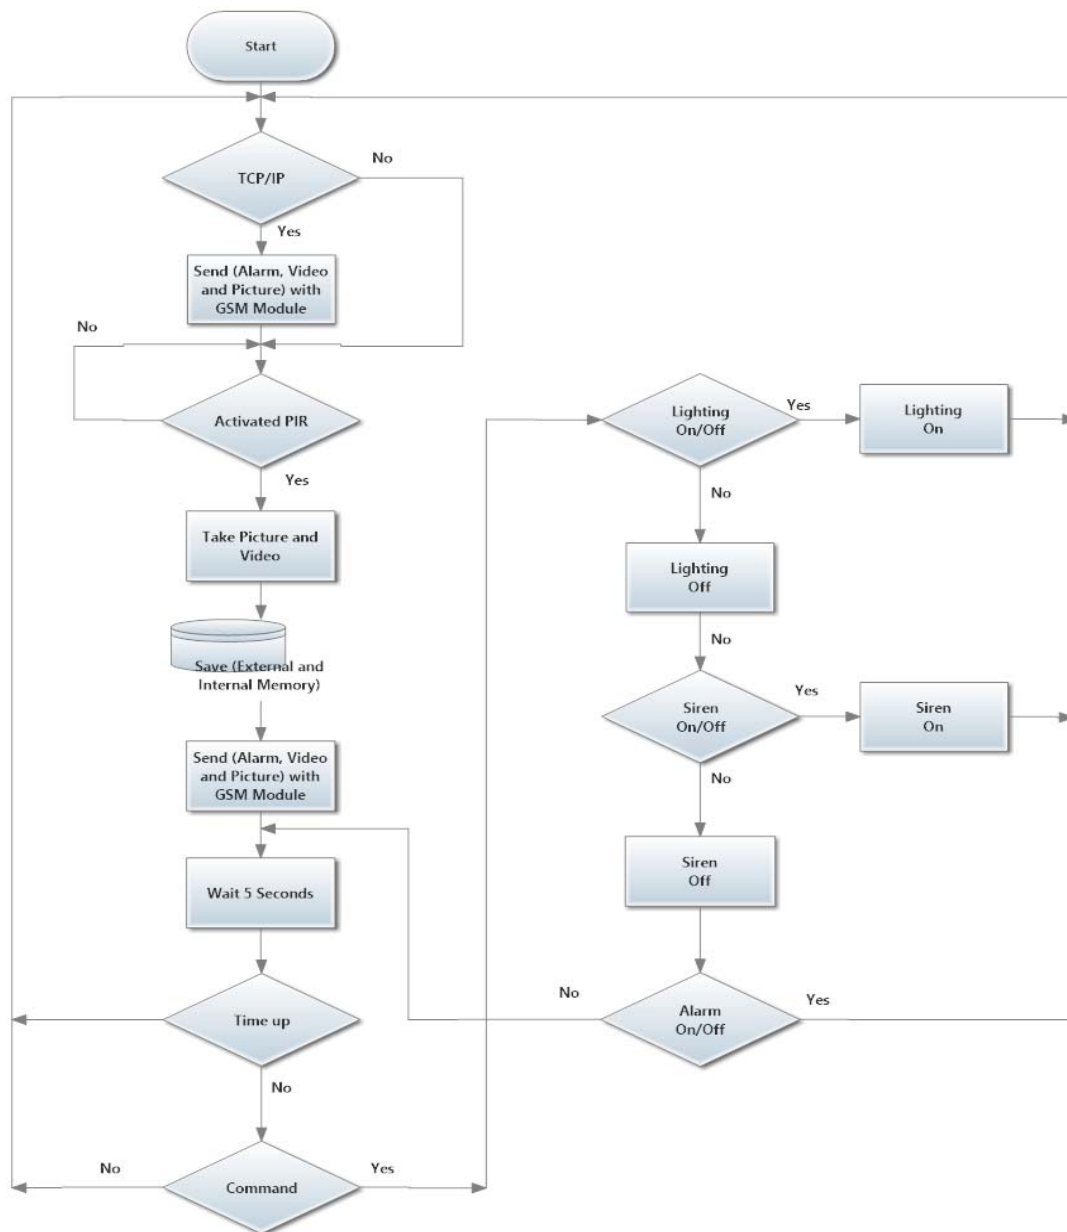 Start
TCP/IP
No
Yes
Send (Alarm, Video
and Picture) with
GSM Module
No
Activated PIR
Yes
Take Picture and
Video
Save (External and
Internal Memory)
Send (Alarm, Video
and Picture) with
GSM Module
Wait 5 Seconds
Time up
No
No
Command
Yes
Lighting
On/Off
Yes
Lighting
On
No
Lighting
Off
No
Siren
On/Off
Yes
Siren
On
No
Siren
Off
No
Alarm
On/Off
Yes